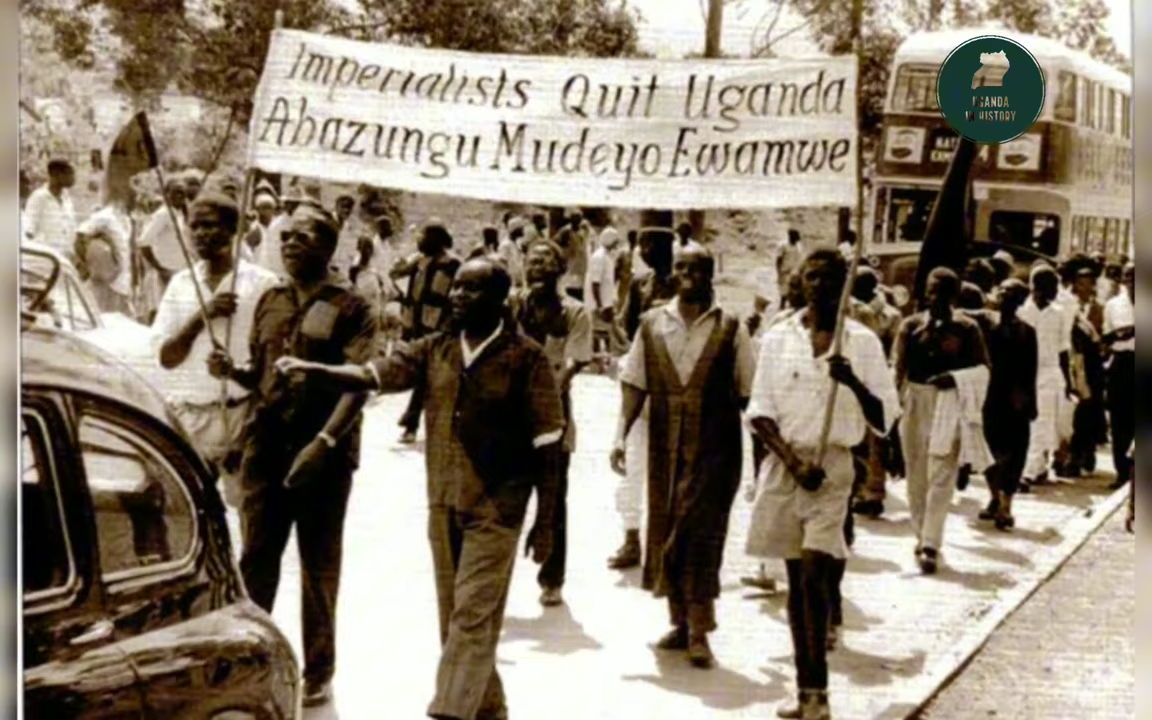 Imperialists Quit Uganda
Abazungu Mudeyo Ewamwe
UGANDA
IN HISTORY